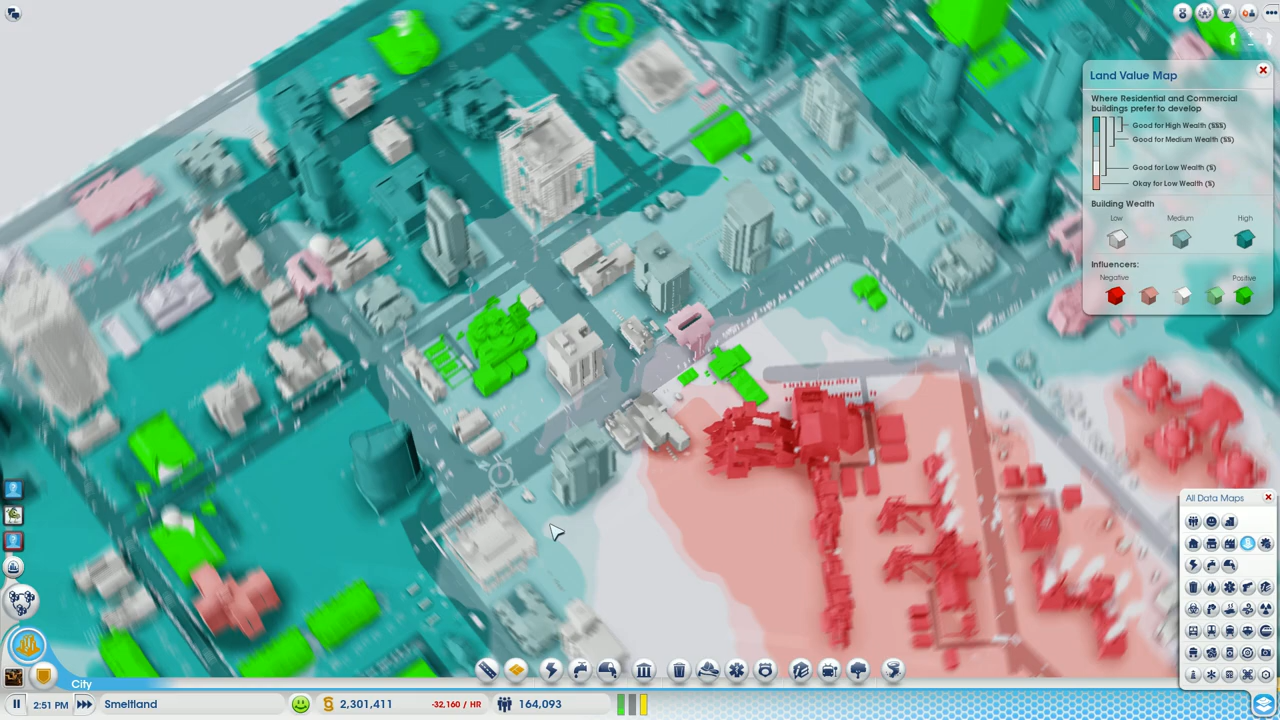 Land Value Map
Where Residential and Commercial
buildings prefer to develop
Good for High Wealth ($$$)
Good for Medium Wealth ($$)
Good for Low Wealth ($)
Okay for Low Wealth ($)
Building Wealth
Low Medium High
Influencers:
Negative Positive
All Data Maps
City
2:51 PM Smeltland 2,301,411 -32,160 / HR 164,093